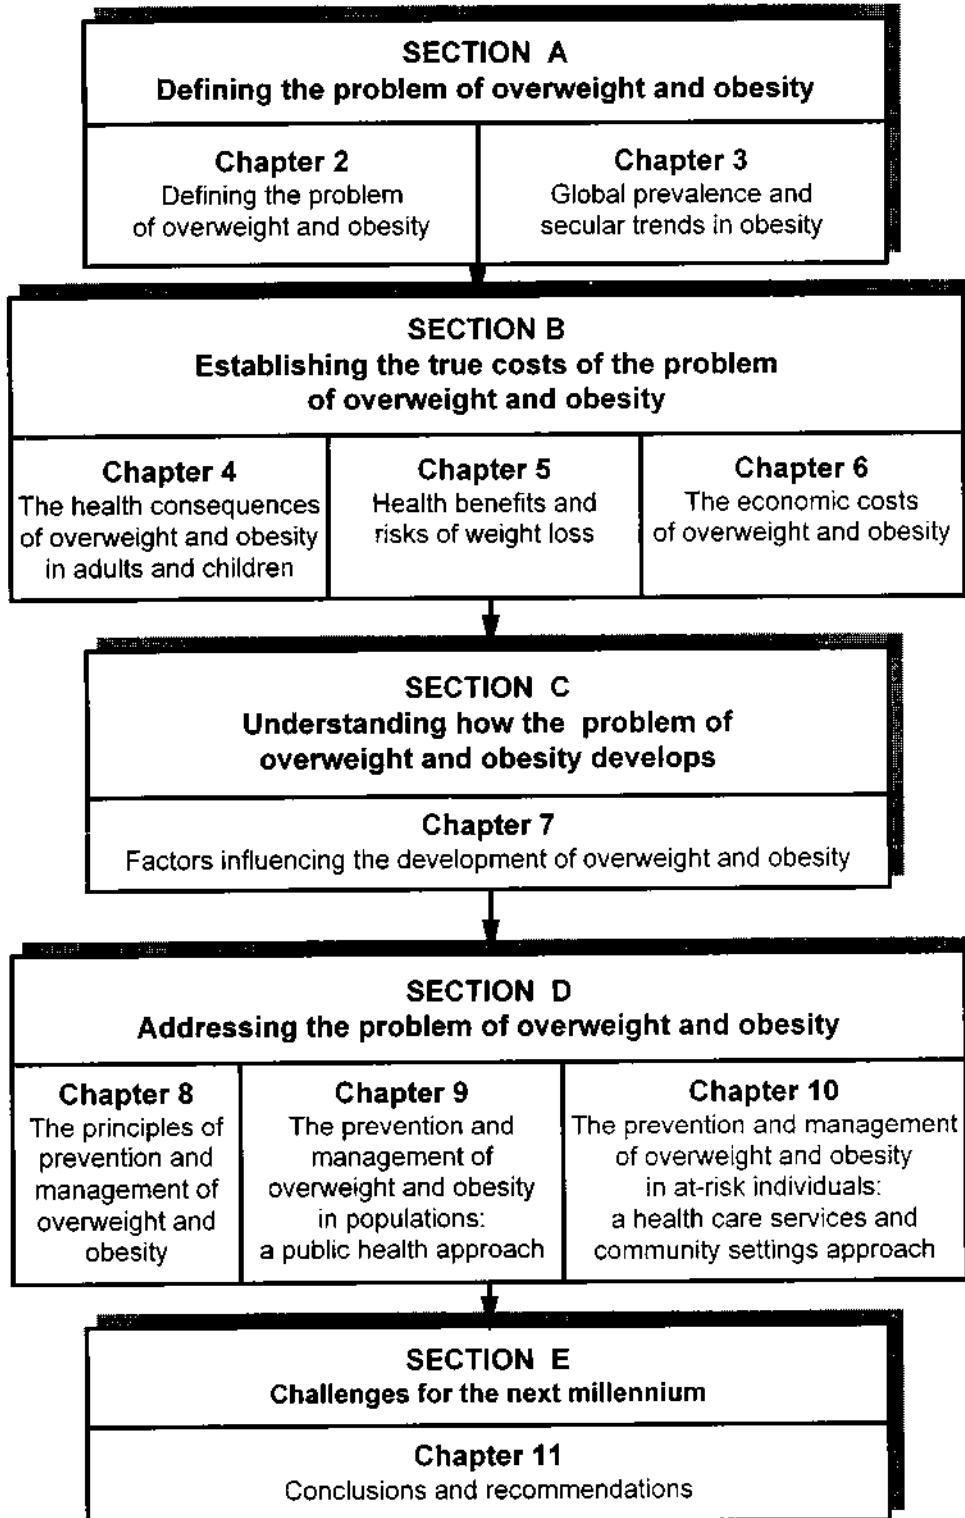 SECTION A
Defining the problem of overweight and obesity
Chapter 2
Defining the problem
of overweight and obesity
Chapter 3
Global prevalence and
secular trends in obesity
SECTION B
Establishing the true costs of the problem
of overweight and obesity
Chapter 4
The health consequences
of overweight and obesity
in adults and children
Chapter 5
Health benefits and
risks of weight loss
Chapter 6
The economic costs
of overweight and obesity
SECTION C
Understanding how the problem of
overweight and obesity develops
Chapter 7
Factors influencing the development of overweight and obesity
SECTION D
Addressing the problem of overweight and obesity
Chapter 8
The principles of
prevention and
management of
overweight and
obesity
Chapter 9
The prevention and
management of
overweight and obesity
in populations:
a public health approach
Chapter 10
The prevention and management
of overweight and obesity
in at-risk individuals:
a health care services and
community settings approach
SECTION E
Challenges for the next millennium
Chapter 11
Conclusions and recommendations